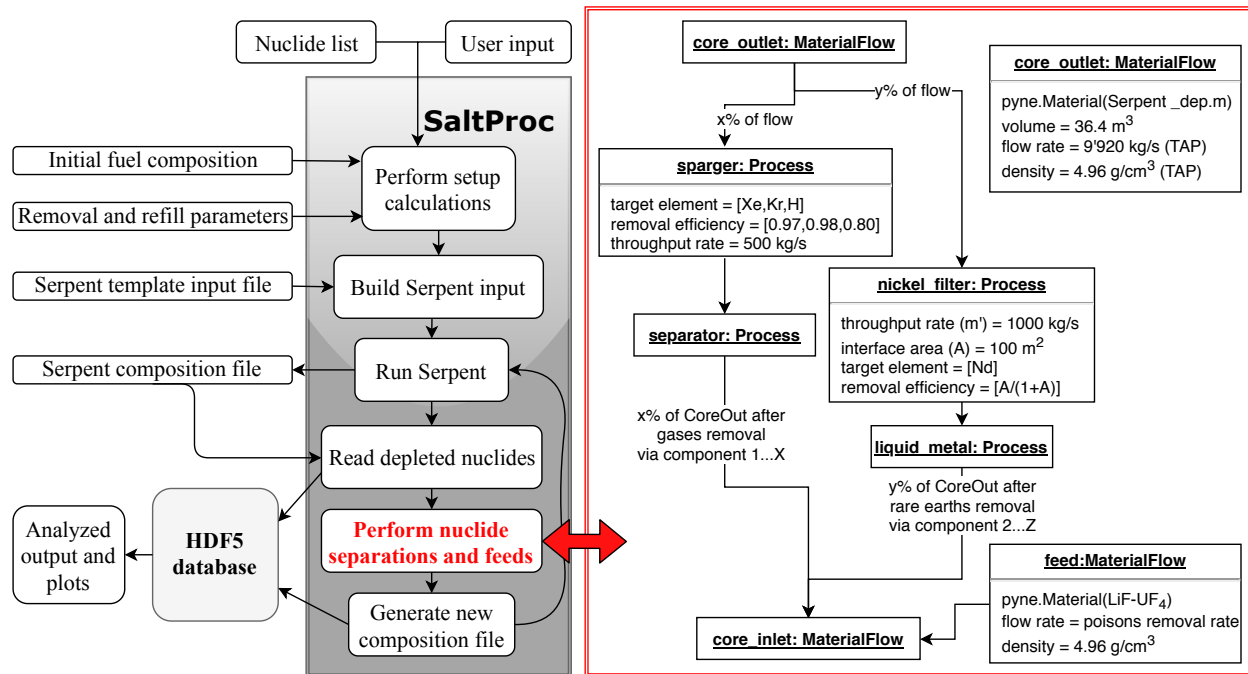 Nuclide list
User input
SaltProc
Initial fuel composition
Removal and refill parameters
Perform setup
calculations
Serpent template input file
Build Serpent input
Serpent composition file
Run Serpent
Read depleted nuclides
Analyzed
output and
plots
HDF5
database
Perform nuclide
separations and feeds
Generate new
composition file
core_outlet: MaterialFlow
x% of flow
y% of flow
core_outlet: MaterialFlow
pyne.Material(Serpent _dep.m)
volume = 36.4 m³
flow rate = 9'920 kg/s (TAP)
density = 4.96 g/cm³ (TAP)
sparger: Process
target element = [Xe,Kr,H]
removal efficiency = [0.97,0.98,0.80]
throughput rate = 500 kg/s
nickel_filter: Process
throughput rate (m') = 1000 kg/s
interface area (A) = 100 m²
target element = [Nd]
removal efficiency = [A/(1+A)]
separator: Process
x% of CoreOut after
gases removal
via component 1...X
liquid_metal: Process
y% of CoreOut after
rare earths removal
via component 2...Z
feed:MaterialFlow
pyne.Material(LiF-UF₄)
flow rate = poisons removal rate
density = 4.96 g/cm³
core_inlet: MaterialFlow